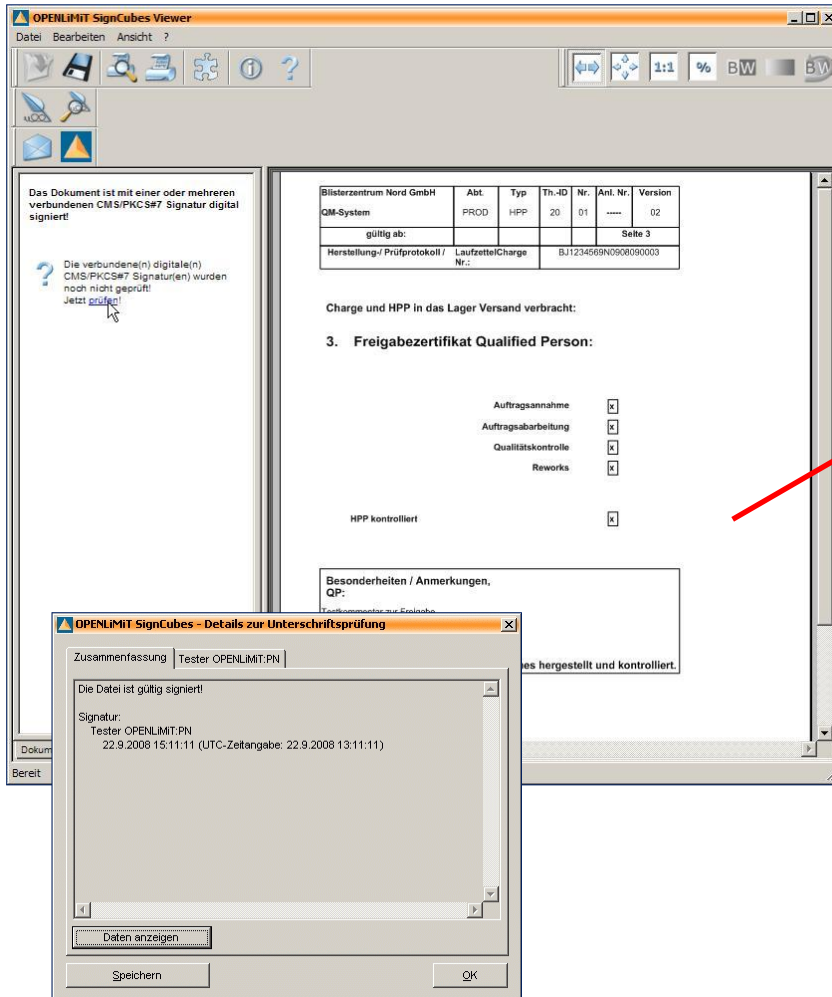 OPENLiMiT SignCubes Viewer
Datei Bearbeiten Ansicht ?
1:1 % BW BW
Das Dokument ist mit einer oder mehreren
verbundenen CMS/PKCS#7 Signatur digital
signiert!
? Die verbundene(n) digitale(n)
CMS/PKCS#7 Signatur(en) wurden
noch nicht geprüft!
Jetzt prüfen!
Blisterzentrum Nord GmbH Abt. Typ Th.-ID Nr. Anl. Nr. Version
QM-System PROD HPP 20 01 ----- 02
gültig ab: Seite 3
Herstellung-/ Prüfprotokoll / LaufzettelCharge BJ1234569N0908090003
Nr.:
Charge und HPP in das Lager Versand verbracht:
3. Freigabezertifikat Qualified Person:
Auftragsannahme x
Auftragsabarbeitung x
Qualitätskontrolle x
Reworks x
HPP kontrolliert x
Besonderheiten / Anmerkungen,
QP:
Testkommentar zur Freigabe
hergestellt und kontrolliert.
Bereit
OPENLiMiT SignCubes - Details zur Unterschriftsprüfung
Zusammenfassung Tester OPENLiMiT:PN
Die Datei ist gültig signiert!
Signatur:
Tester OPENLiMiT:PN
22.9.2008 15:11:11 (UTC-Zeitangabe: 22.9.2008 13:11:11)
Daten anzeigen
Speichern OK